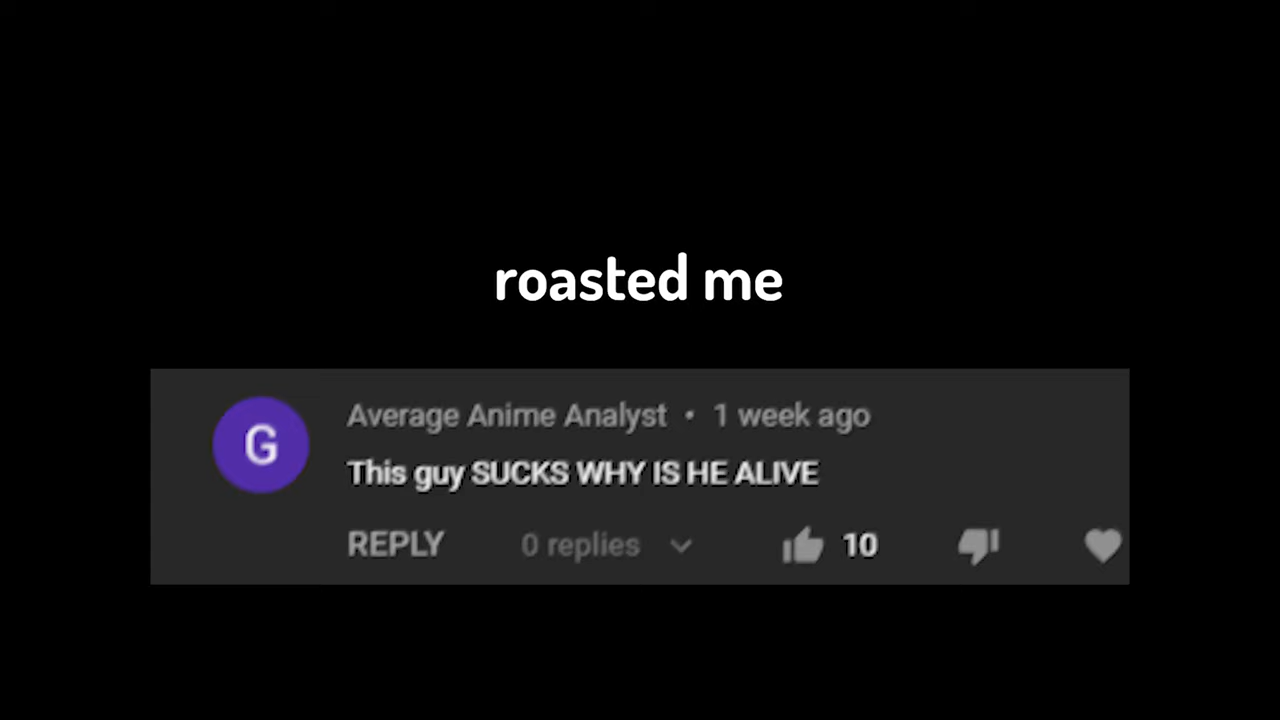 roasted me
G
Average Anime Analyst • 1 week ago
This guy SUCKS WHY IS HE ALIVE
REPLY 0 replies 10